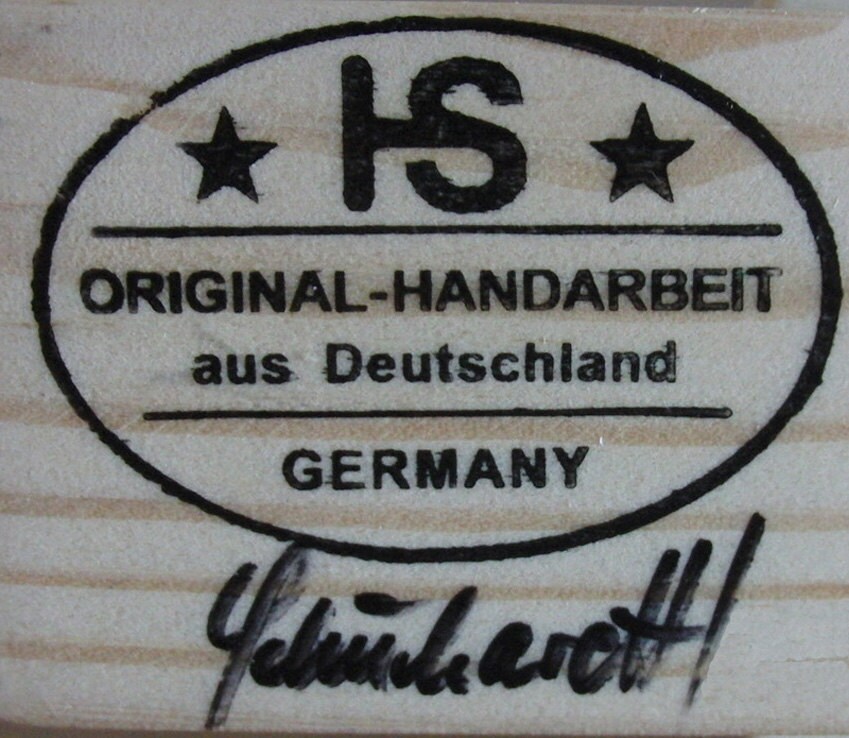 HS
ORIGINAL-HANDARBEIT
aus Deutschland
GERMANY